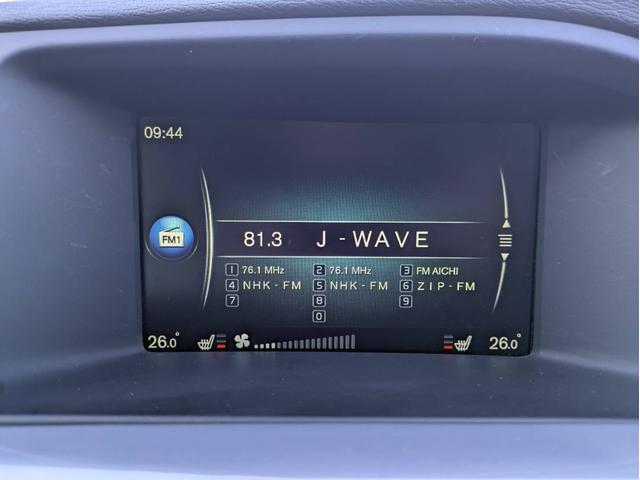 09:44
FM1
81.3 J-WAVE
1 76.1 MHz 2 76.1 MHz 3 FM AICHI
4 NHK-FM 5 NHK-FM 6 ZIP-FM
7 8 9
0
26.0° 26.0°